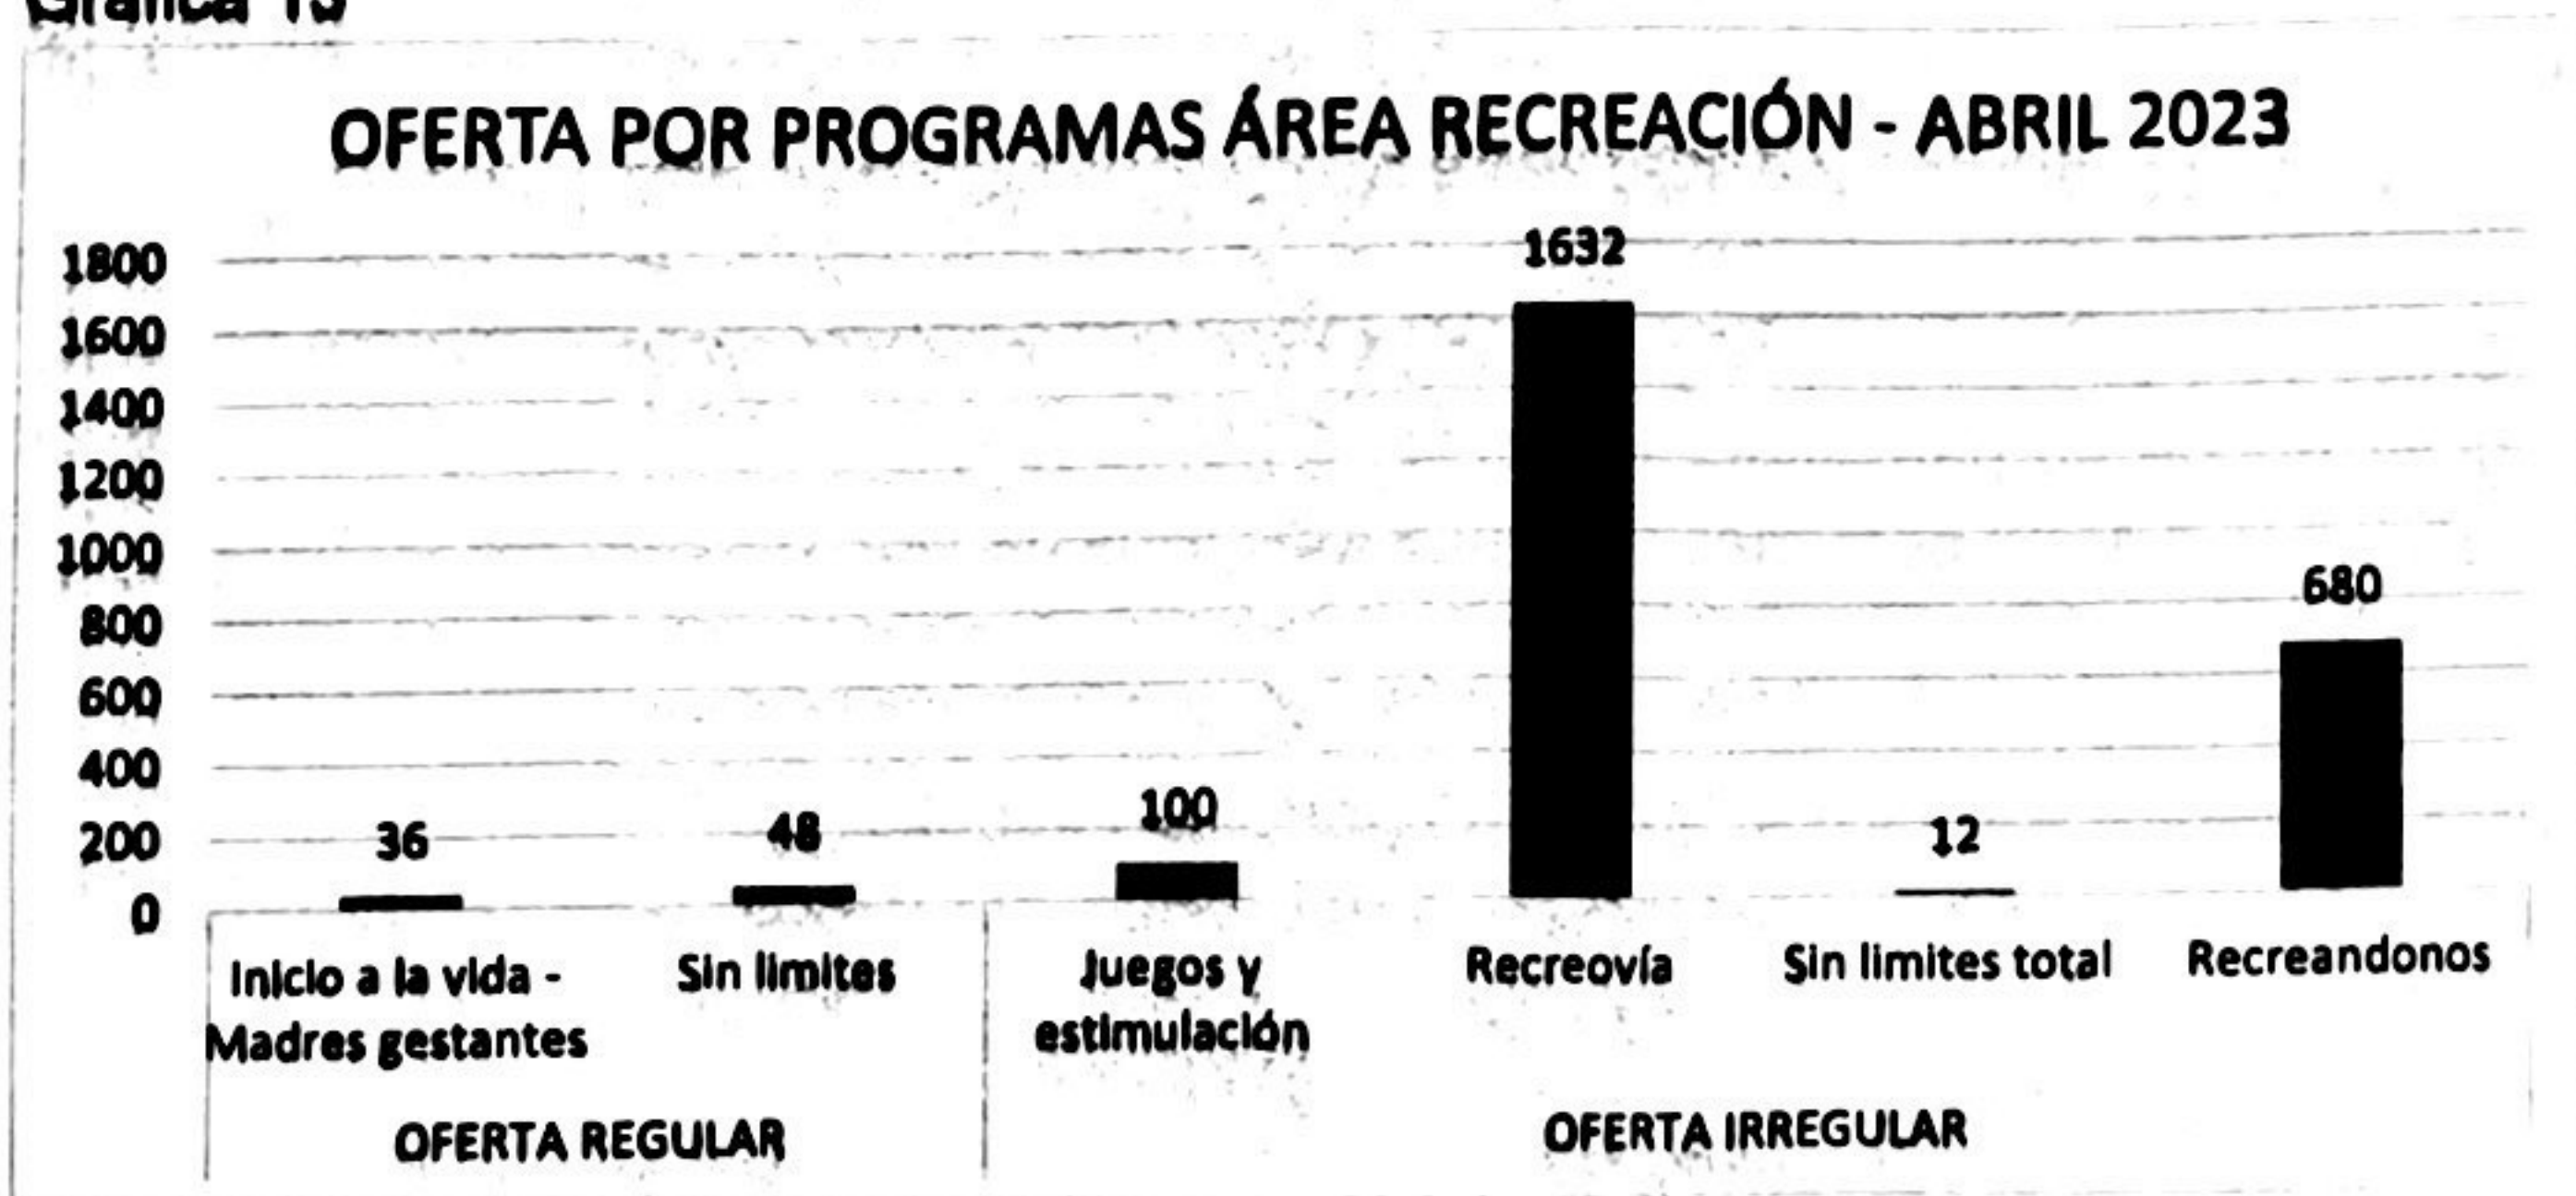 OFERTA POR PROGRAMAS ÁREA RECREACIÓN - ABRIL 2023
1800
1600
1400
1200
1000
800
600
400
200
0
36
48
100
1632
12
680
Inicio a la vida -
Madres gestantes
Sin limites
Juegos y
estimulación
Recreovía
Sin limites total
Recreandonos
OFERTA REGULAR
OFERTA IRREGULAR